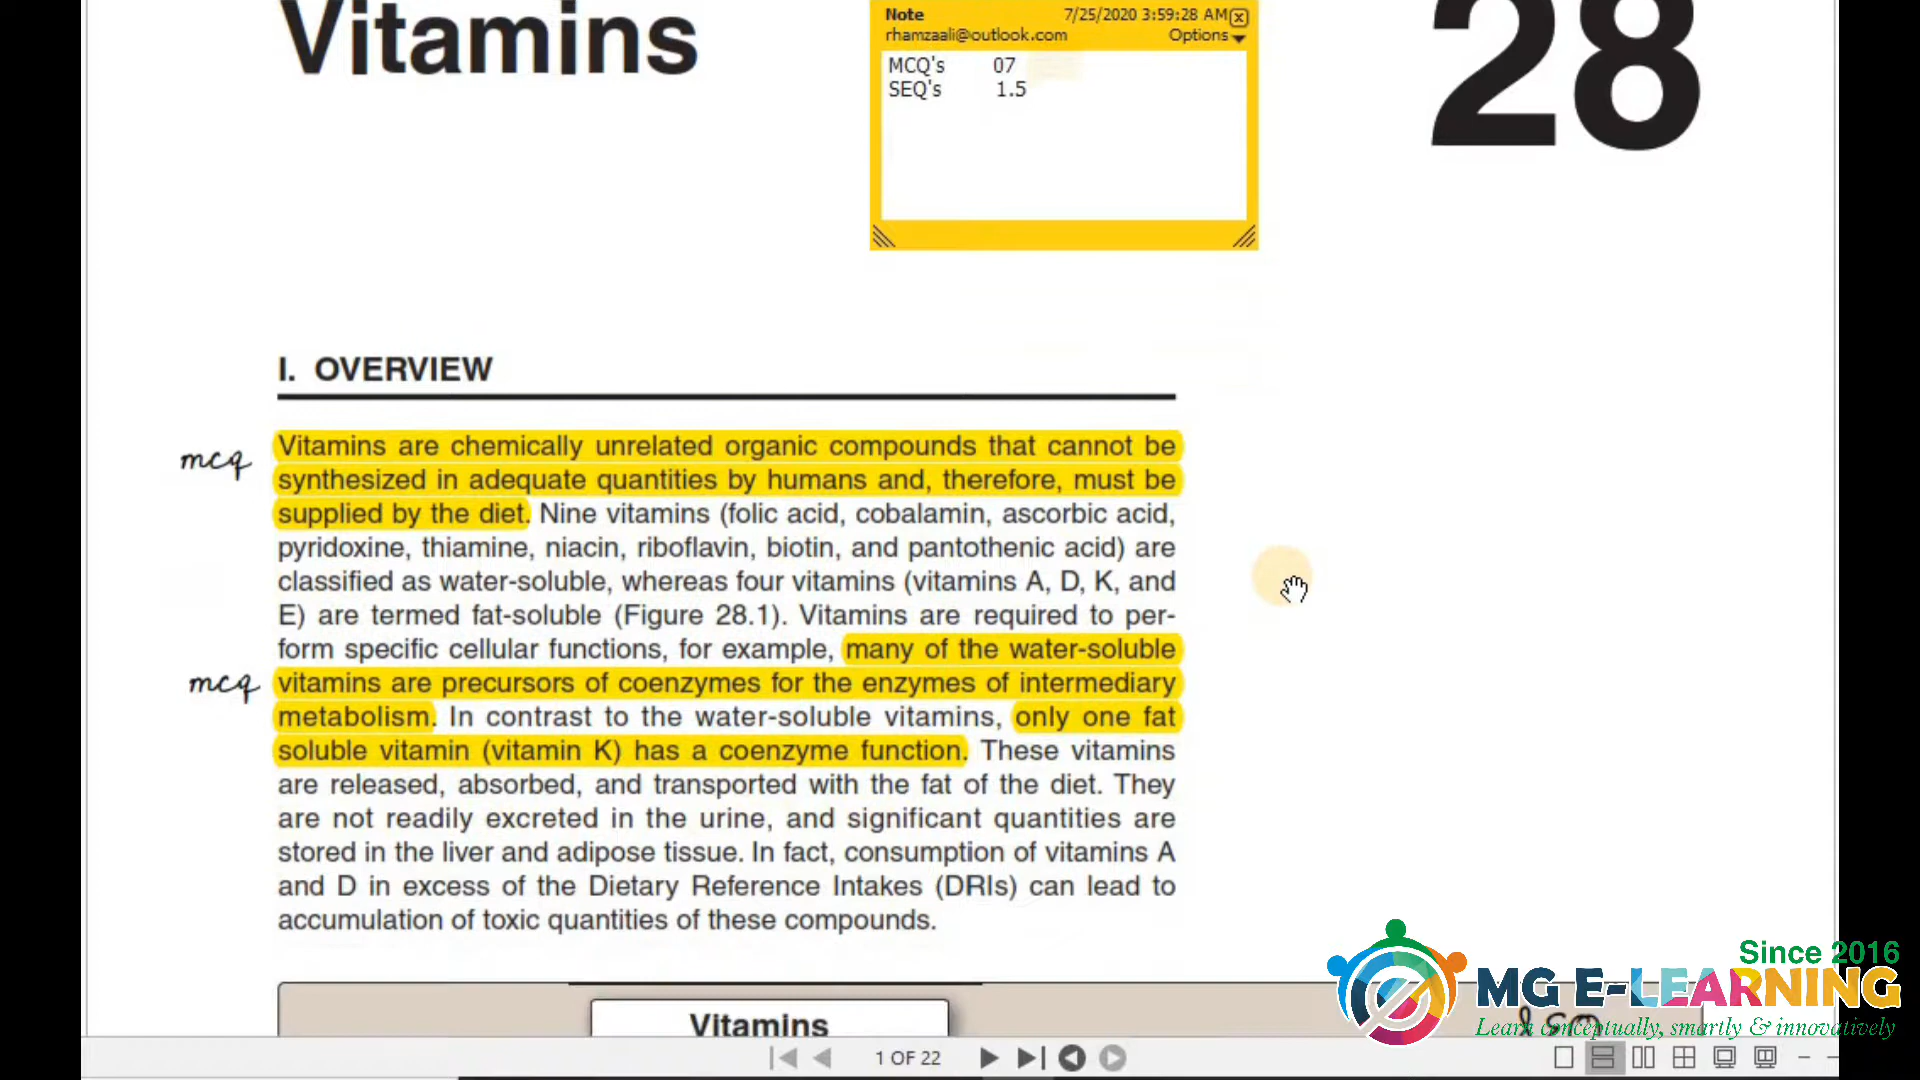 Vitamins
28
Note 7/25/2020 3:59:28 AM
rhamzaali@outlook.com Options
MCQ's 07
SEQ's 1.5
I. OVERVIEW
mcq
Vitamins are chemically unrelated organic compounds that cannot be
synthesized in adequate quantities by humans and, therefore, must be
supplied by the diet. Nine vitamins (folic acid, cobalamin, ascorbic acid,
pyridoxine, thiamine, niacin, riboflavin, biotin, and pantothenic acid) are
classified as water-soluble, whereas four vitamins (vitamins A, D, K, and
E) are termed fat-soluble (Figure 28.1). Vitamins are required to per-
form specific cellular functions, for example, many of the water-soluble
mcq
vitamins are precursors of coenzymes for the enzymes of intermediary
metabolism. In contrast to the water-soluble vitamins, only one fat
soluble vitamin (vitamin K) has a coenzyme function. These vitamins
are released, absorbed, and transported with the fat of the diet. They
are not readily excreted in the urine, and significant quantities are
stored in the liver and adipose tissue. In fact, consumption of vitamins A
and D in excess of the Dietary Reference Intakes (DRIs) can lead to
accumulation of toxic quantities of these compounds.
Vitamins
Since 2016
MG E-LEARNING
Learn conceptually, smartly & innovatively
1 OF 22